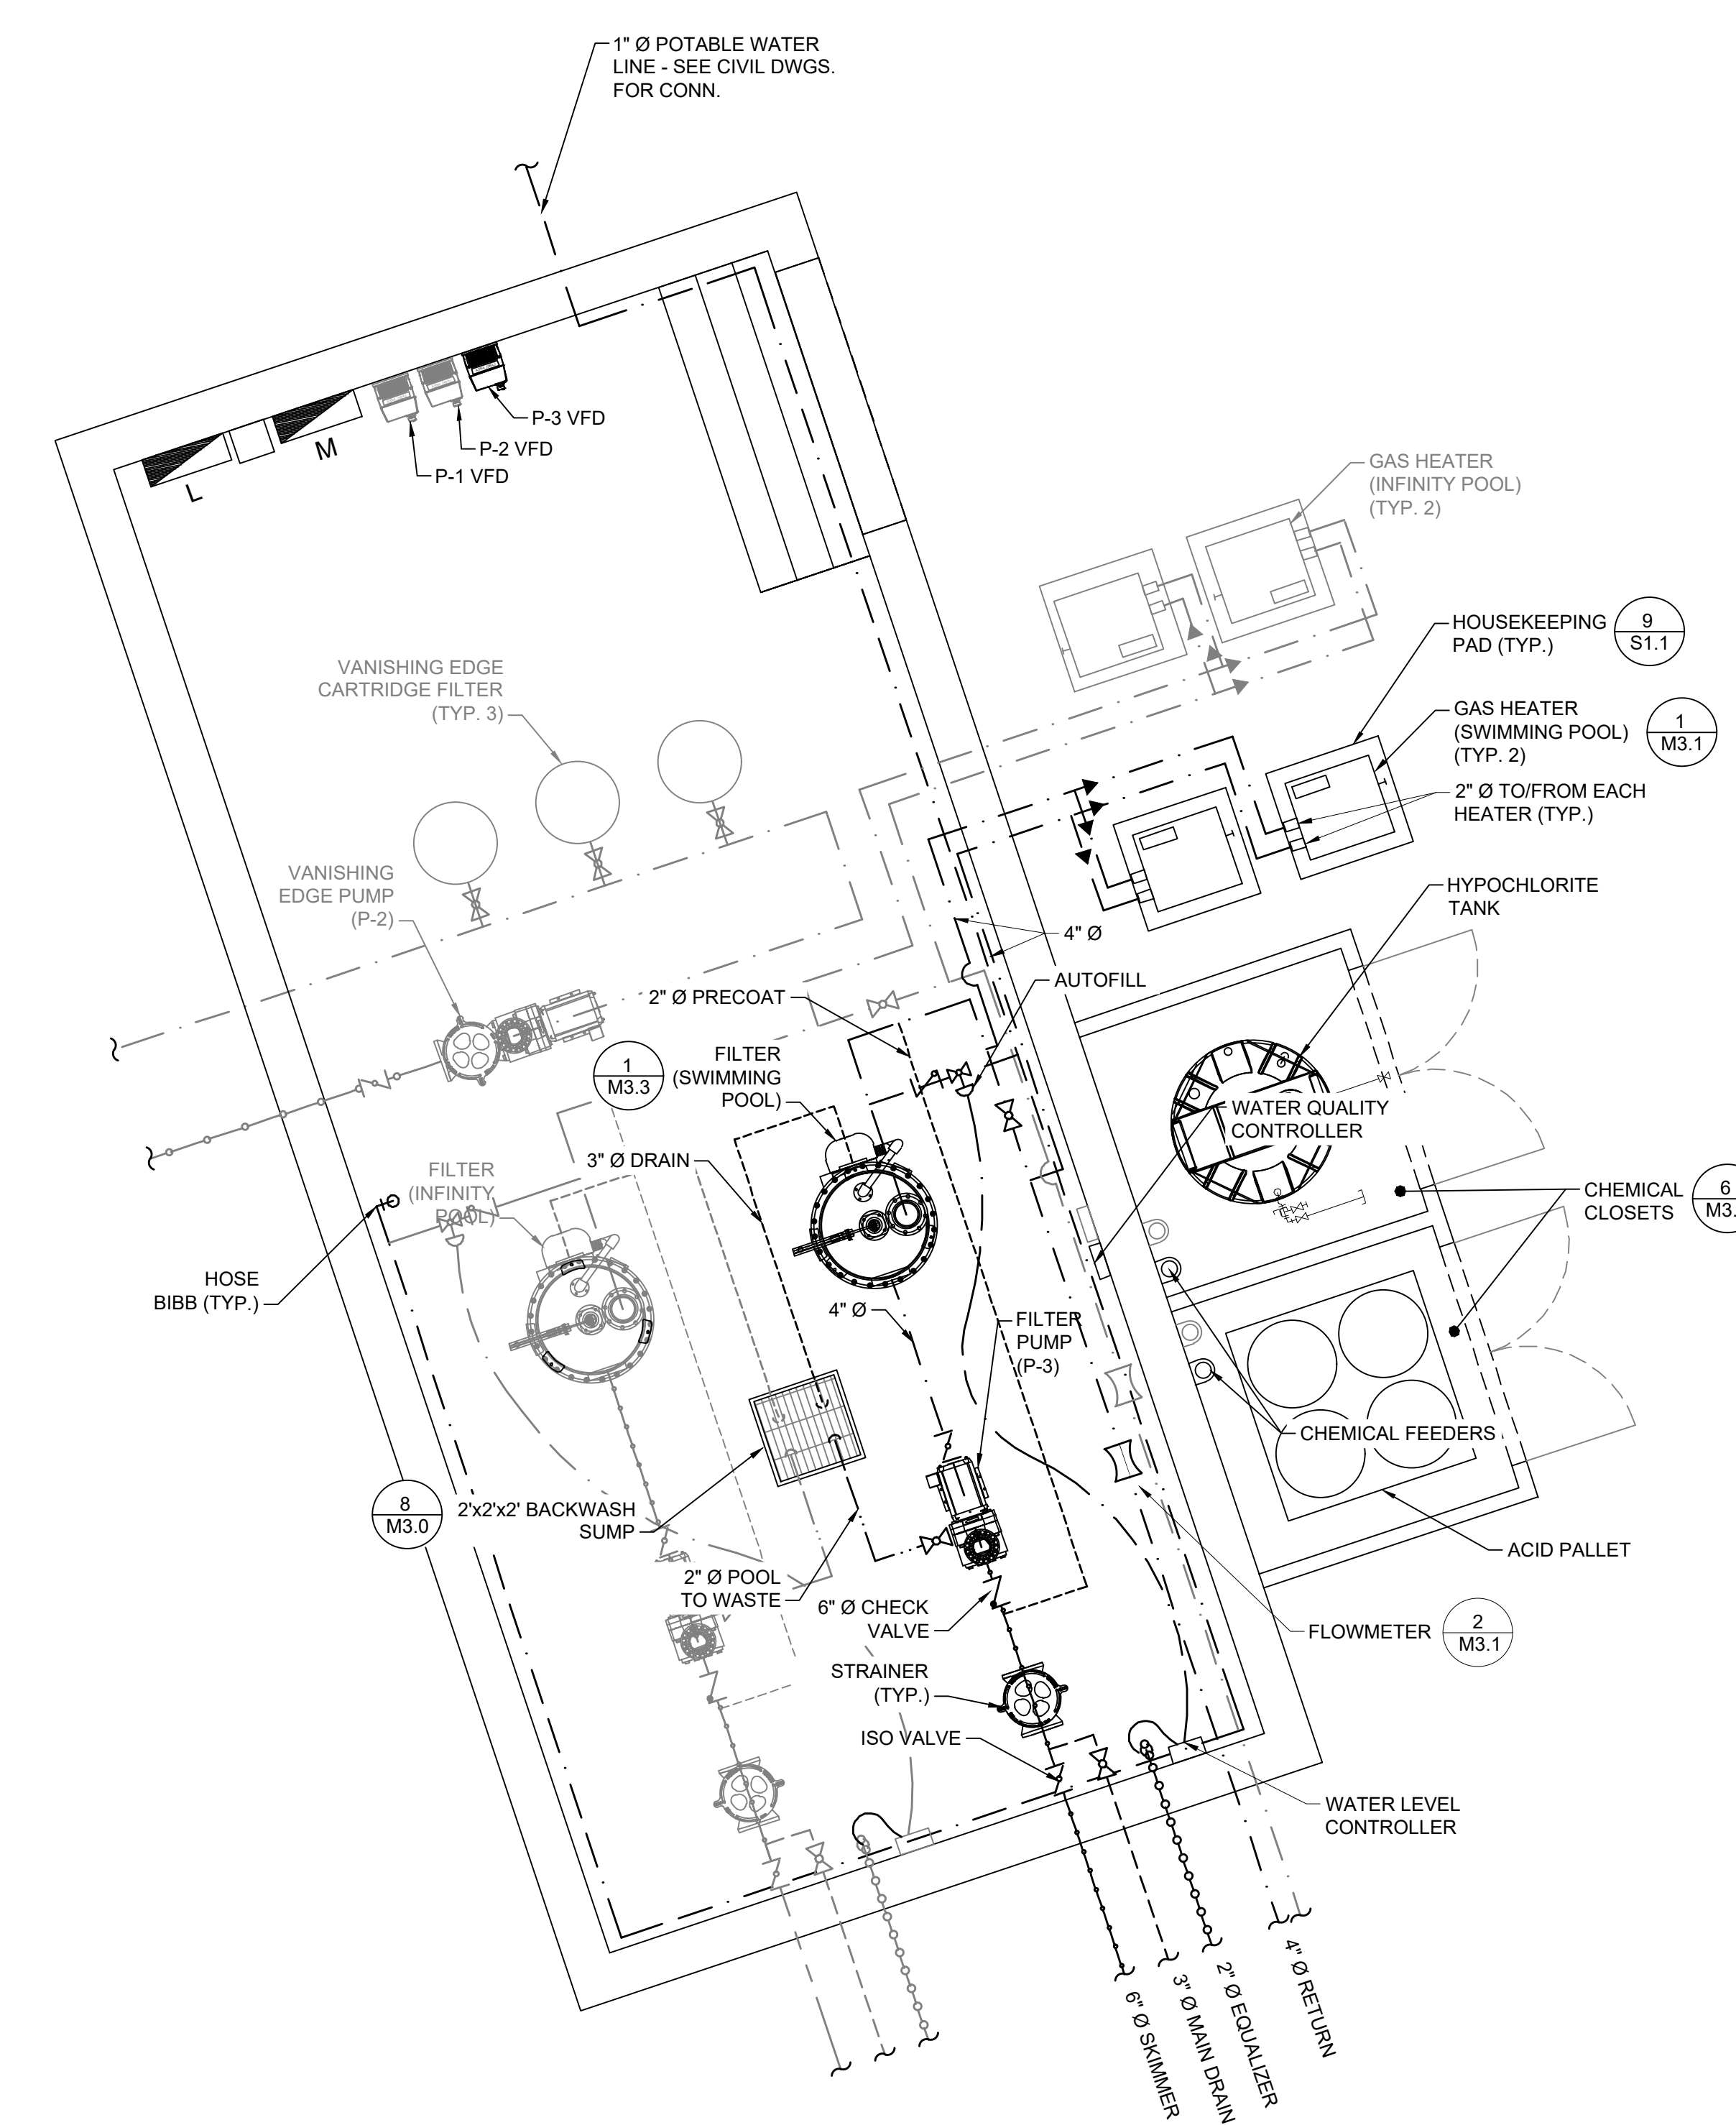 1" Ø POTABLE WATER
LINE - SEE CIVIL DWGS.
FOR CONN.
P-3 VFD
P-2 VFD
P-1 VFD
M
L
GAS HEATER
(INFINITY POOL)
(TYP. 2)
HOUSEKEEPING
PAD (TYP.)
9
S1.1
GAS HEATER
(SWIMMING POOL)
(TYP. 2)
1
M3.1
2" Ø TO/FROM EACH
HEATER (TYP.)
VANISHING EDGE
CARTRIDGE FILTER
(TYP. 3)
VANISHING
EDGE PUMP
(P-2)
HYPOCHLORITE
TANK
4" Ø
AUTOFILL
2" Ø PRECOAT
1
M3.3
FILTER
(SWIMMING
POOL)
WATER QUALITY
CONTROLLER
3" Ø DRAIN
FILTER
(INFINITY
POOL)
CHEMICAL
CLOSETS
6
M3.
HOSE
BIBB (TYP.)
4" Ø
FILTER
PUMP
(P-3)
CHEMICAL FEEDERS
8
M3.0
2'x2'x2' BACKWASH
SUMP
ACID PALLET
2" Ø POOL
TO WASTE
6" Ø CHECK
VALVE
FLOWMETER
2
M3.1
STRAINER
(TYP.)
ISO VALVE
WATER LEVEL
CONTROLLER
6" Ø SKIMMER
3" Ø MAIN DRAIN
2" Ø EQUALIZER
4" Ø RETURN